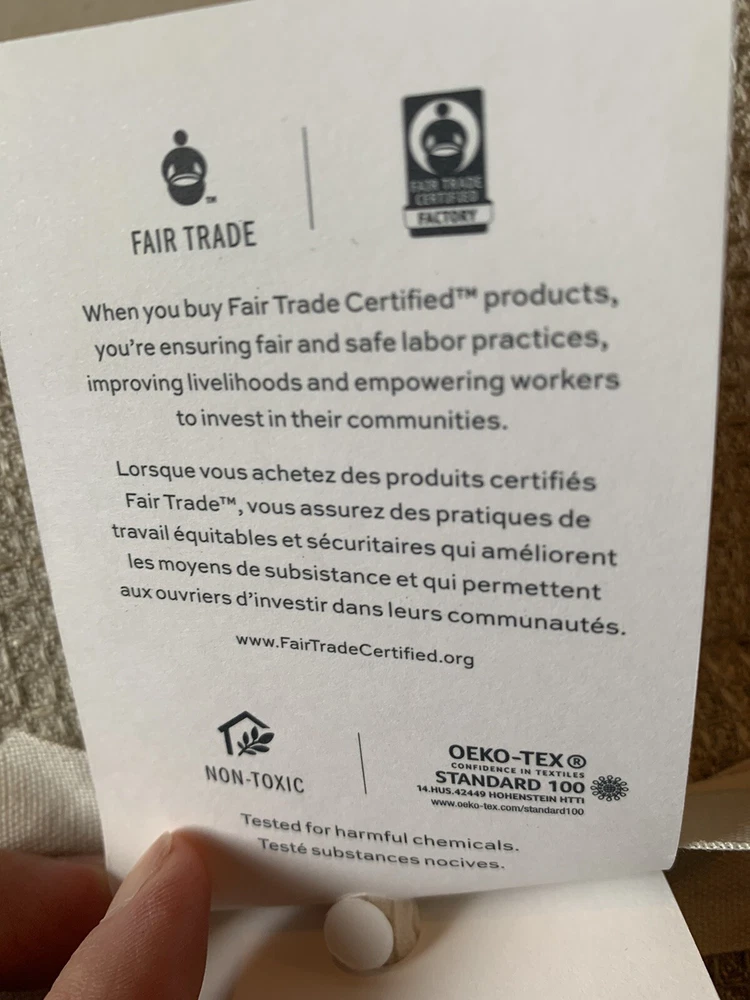 FAIR TRADE
TM
FAIR TRADE
CERTIFIED
FACTORY
When you buy Fair Trade Certified™ products,
you're ensuring fair and safe labor practices,
improving livelihoods and empowering workers
to invest in their communities.
Lorsque vous achetez des produits certifiés
Fair Trade™, vous assurez des pratiques de
travail équitables et sécuritaires qui améliorent
les moyens de subsistance et qui permettent
aux ouvriers d'investir dans leurs communautés.
www.FairTradeCertified.org
NON-TOXIC
OEKO-TEX®
CONFIDENCE IN TEXTILES
STANDARD 100
14.HUS.42449 HOHENSTEIN HTTI
www.oeko-tex.com/standard100
Tested for harmful chemicals.
Testé substances nocives.